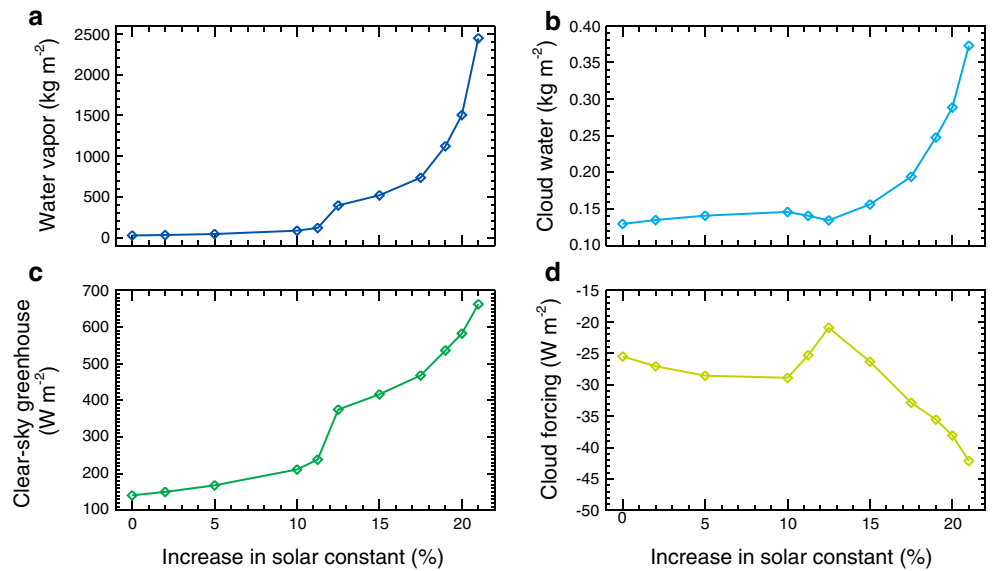 a
Water vapor (kg m-2)
2500
2000
1500
1000
500
0
b
Cloud water (kg m-2)
0.40
0.35
0.30
0.25
0.20
0.15
0.10
c
Clear-sky greenhouse
(W m-2)
700
600
500
400
300
200
100
0 5 10 15 20
Increase in solar constant (%)
d
Cloud forcing (W m-2)
-15
-20
-25
-30
-35
-40
-45
-50
0 5 10 15 20
Increase in solar constant (%)